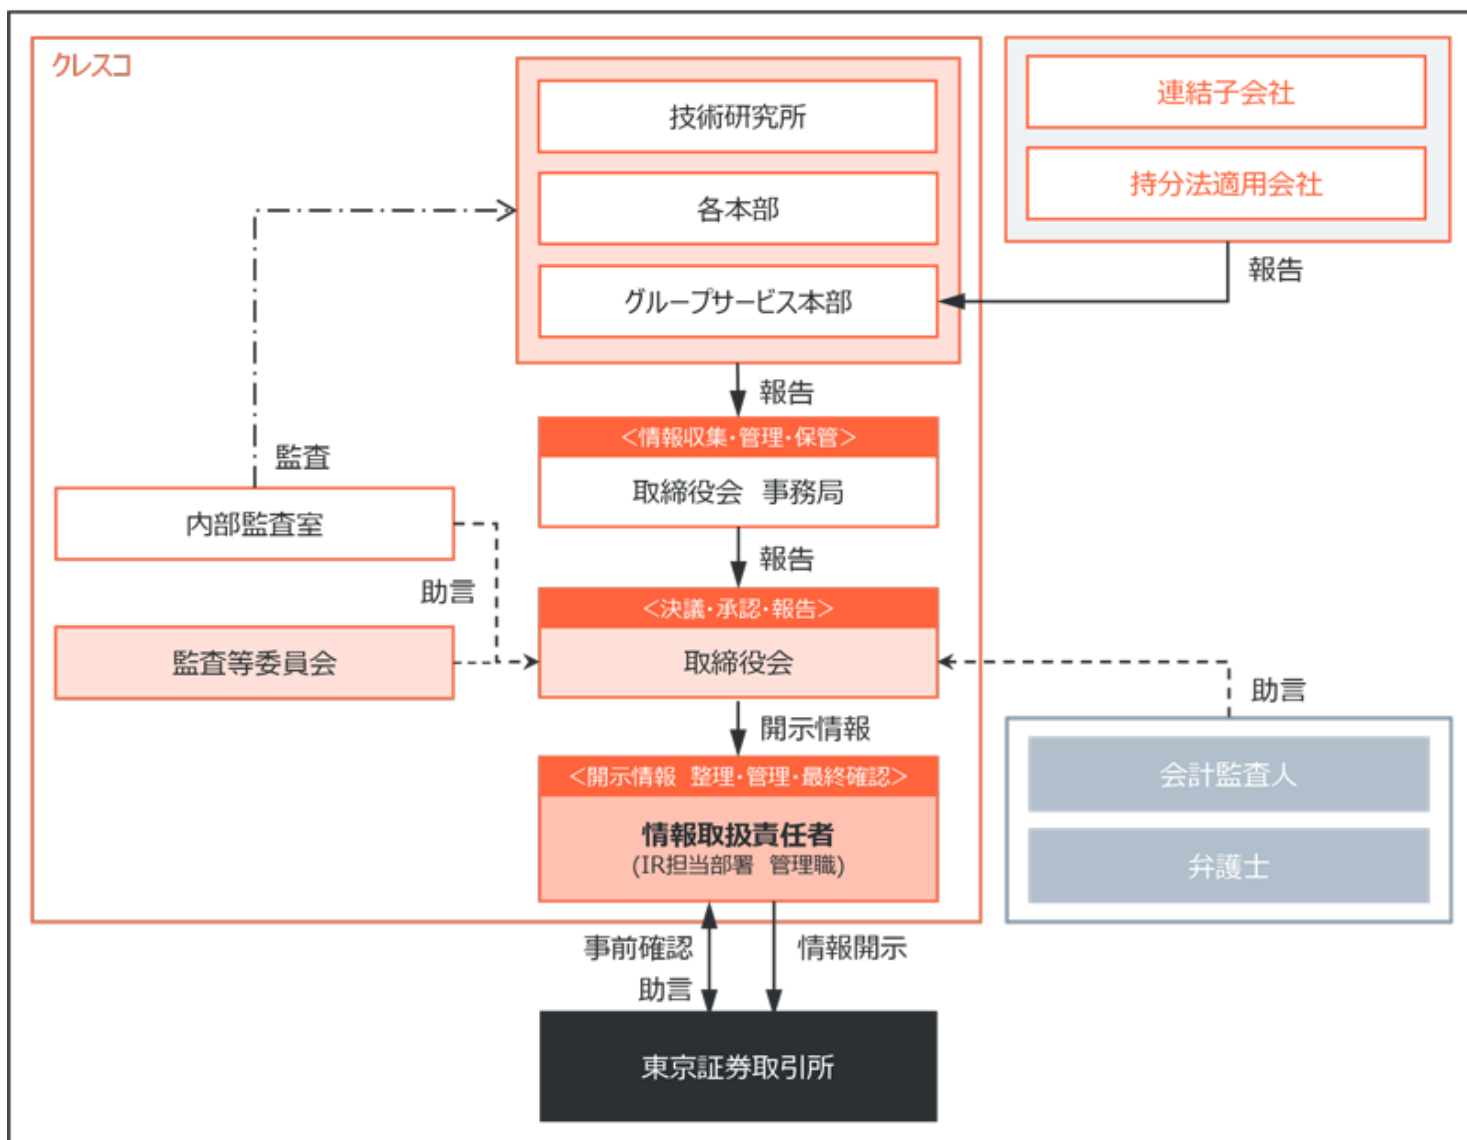 クレスコ
技術研究所
各本部
グループサービス本部
連結子会社
持分法適用会社
報告
報告
<情報収集・管理・保管>
取締役会 事務局
監査
内部監査室
報告
助言
<決議・承認・報告>
取締役会
監査等委員会
助言
開示情報
会計監査人
弁護士
<開示情報 整理・管理・最終確認>
情報取扱責任者
(IR担当部署 管理職)
事前確認
助言
情報開示
東京証券取引所